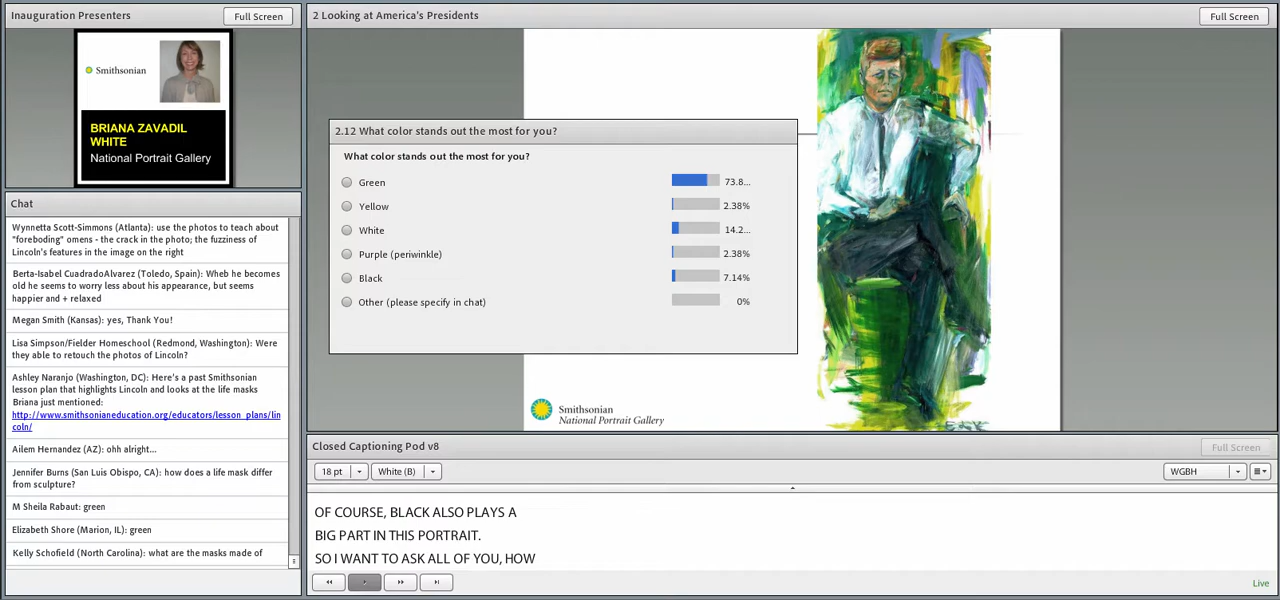 Inauguration Presenters
Full Screen
Smithsonian
BRIANA ZAVADIL
WHITE
National Portrait Gallery
Chat
Wynnetta Scott-Simmons (Atlanta): use the photos to teach about
"foreboding" omens - the crack in the photo; the fuzziness of
Lincoln's features in the image on the right
Berta-Isabel CuadradoAlvarez (Toledo, Spain): Wheb he becomes
old he seems to worry less about his appearance, but seems
happier and + relaxed
Megan Smith (Kansas): yes, Thank You!
Lisa Simpson/Fielder Homeschool (Redmond, Washington): Were
they able to retouch the photos of Lincoln?
Ashley Naranjo (Washington, DC): Here's a past Smithsonian
lesson plan that highlights Lincoln and looks at the life masks
Briana just mentioned:
http://www.smithsonianeducation.org/educators/lesson_plans/lin
coln/
Ailem Hernandez (AZ): ohh alright...
Jennifer Burns (San Luis Obispo, CA): how does a life mask differ
from sculpture?
M Sheila Rabaut: green
Elizabeth Shore (Marion, IL): green
Kelly Schofield (North Carolina): what are the masks made of
2 Looking at America's Presidents
Full Screen
2.12 What color stands out the most for you?
What color stands out the most for you?
Green 73.8...
Yellow 2.38%
White 14.2...
Purple (periwinkle) 2.38%
Black 7.14%
Other (please specify in chat) 0%
Smithsonian
National Portrait Gallery
Closed Captioning Pod v8
Full Screen
18 pt
White (B)
WGBH
OF COURSE, BLACK ALSO PLAYS A
BIG PART IN THIS PORTRAIT.
SO I WANT TO ASK ALL OF YOU, HOW
Live